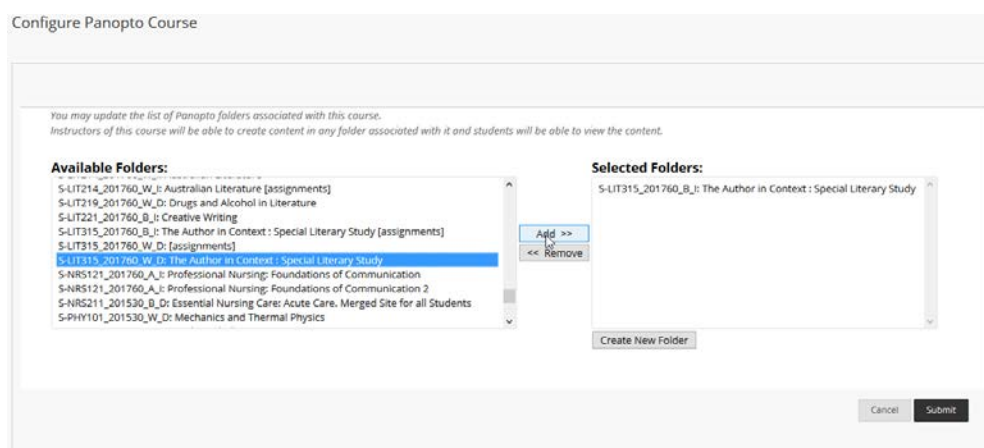 Configure Panopto Course
You may update the list of Panopto folders associated with this course.
Instructors of this course will be able to create content in any folder associated with it and students will be able to view the content.
Available Folders:
S-LIT214_201760_W_I: Australian Literature [assignments]
S-LIT219_201760_W_D: Drugs and Alcohol in Literature
S-LIT221_201760_B_I: Creative Writing
S-LIT315_201760_B_I: The Author in Context : Special Literary Study [assignments]
S-LIT315_201760_W_D: [assignments]
S-LIT315_201760_W_D: The Author in Context : Special Literary Study
S-NRS121_201760_A_I: Professional Nursing: Foundations of Communication
S-NRS121_201760_A_I: Professional Nursing: Foundations of Communication 2
S-NRS211_201530_B_D: Essential Nursing Care: Acute Care. Merged Site for all Students
S-PHY101_201530_W_D: Mechanics and Thermal Physics
Add >>
<< Remove
Selected Folders:
S-LIT315_201760_B_I: The Author in Context : Special Literary Study
Create New Folder
Cancel
Submit